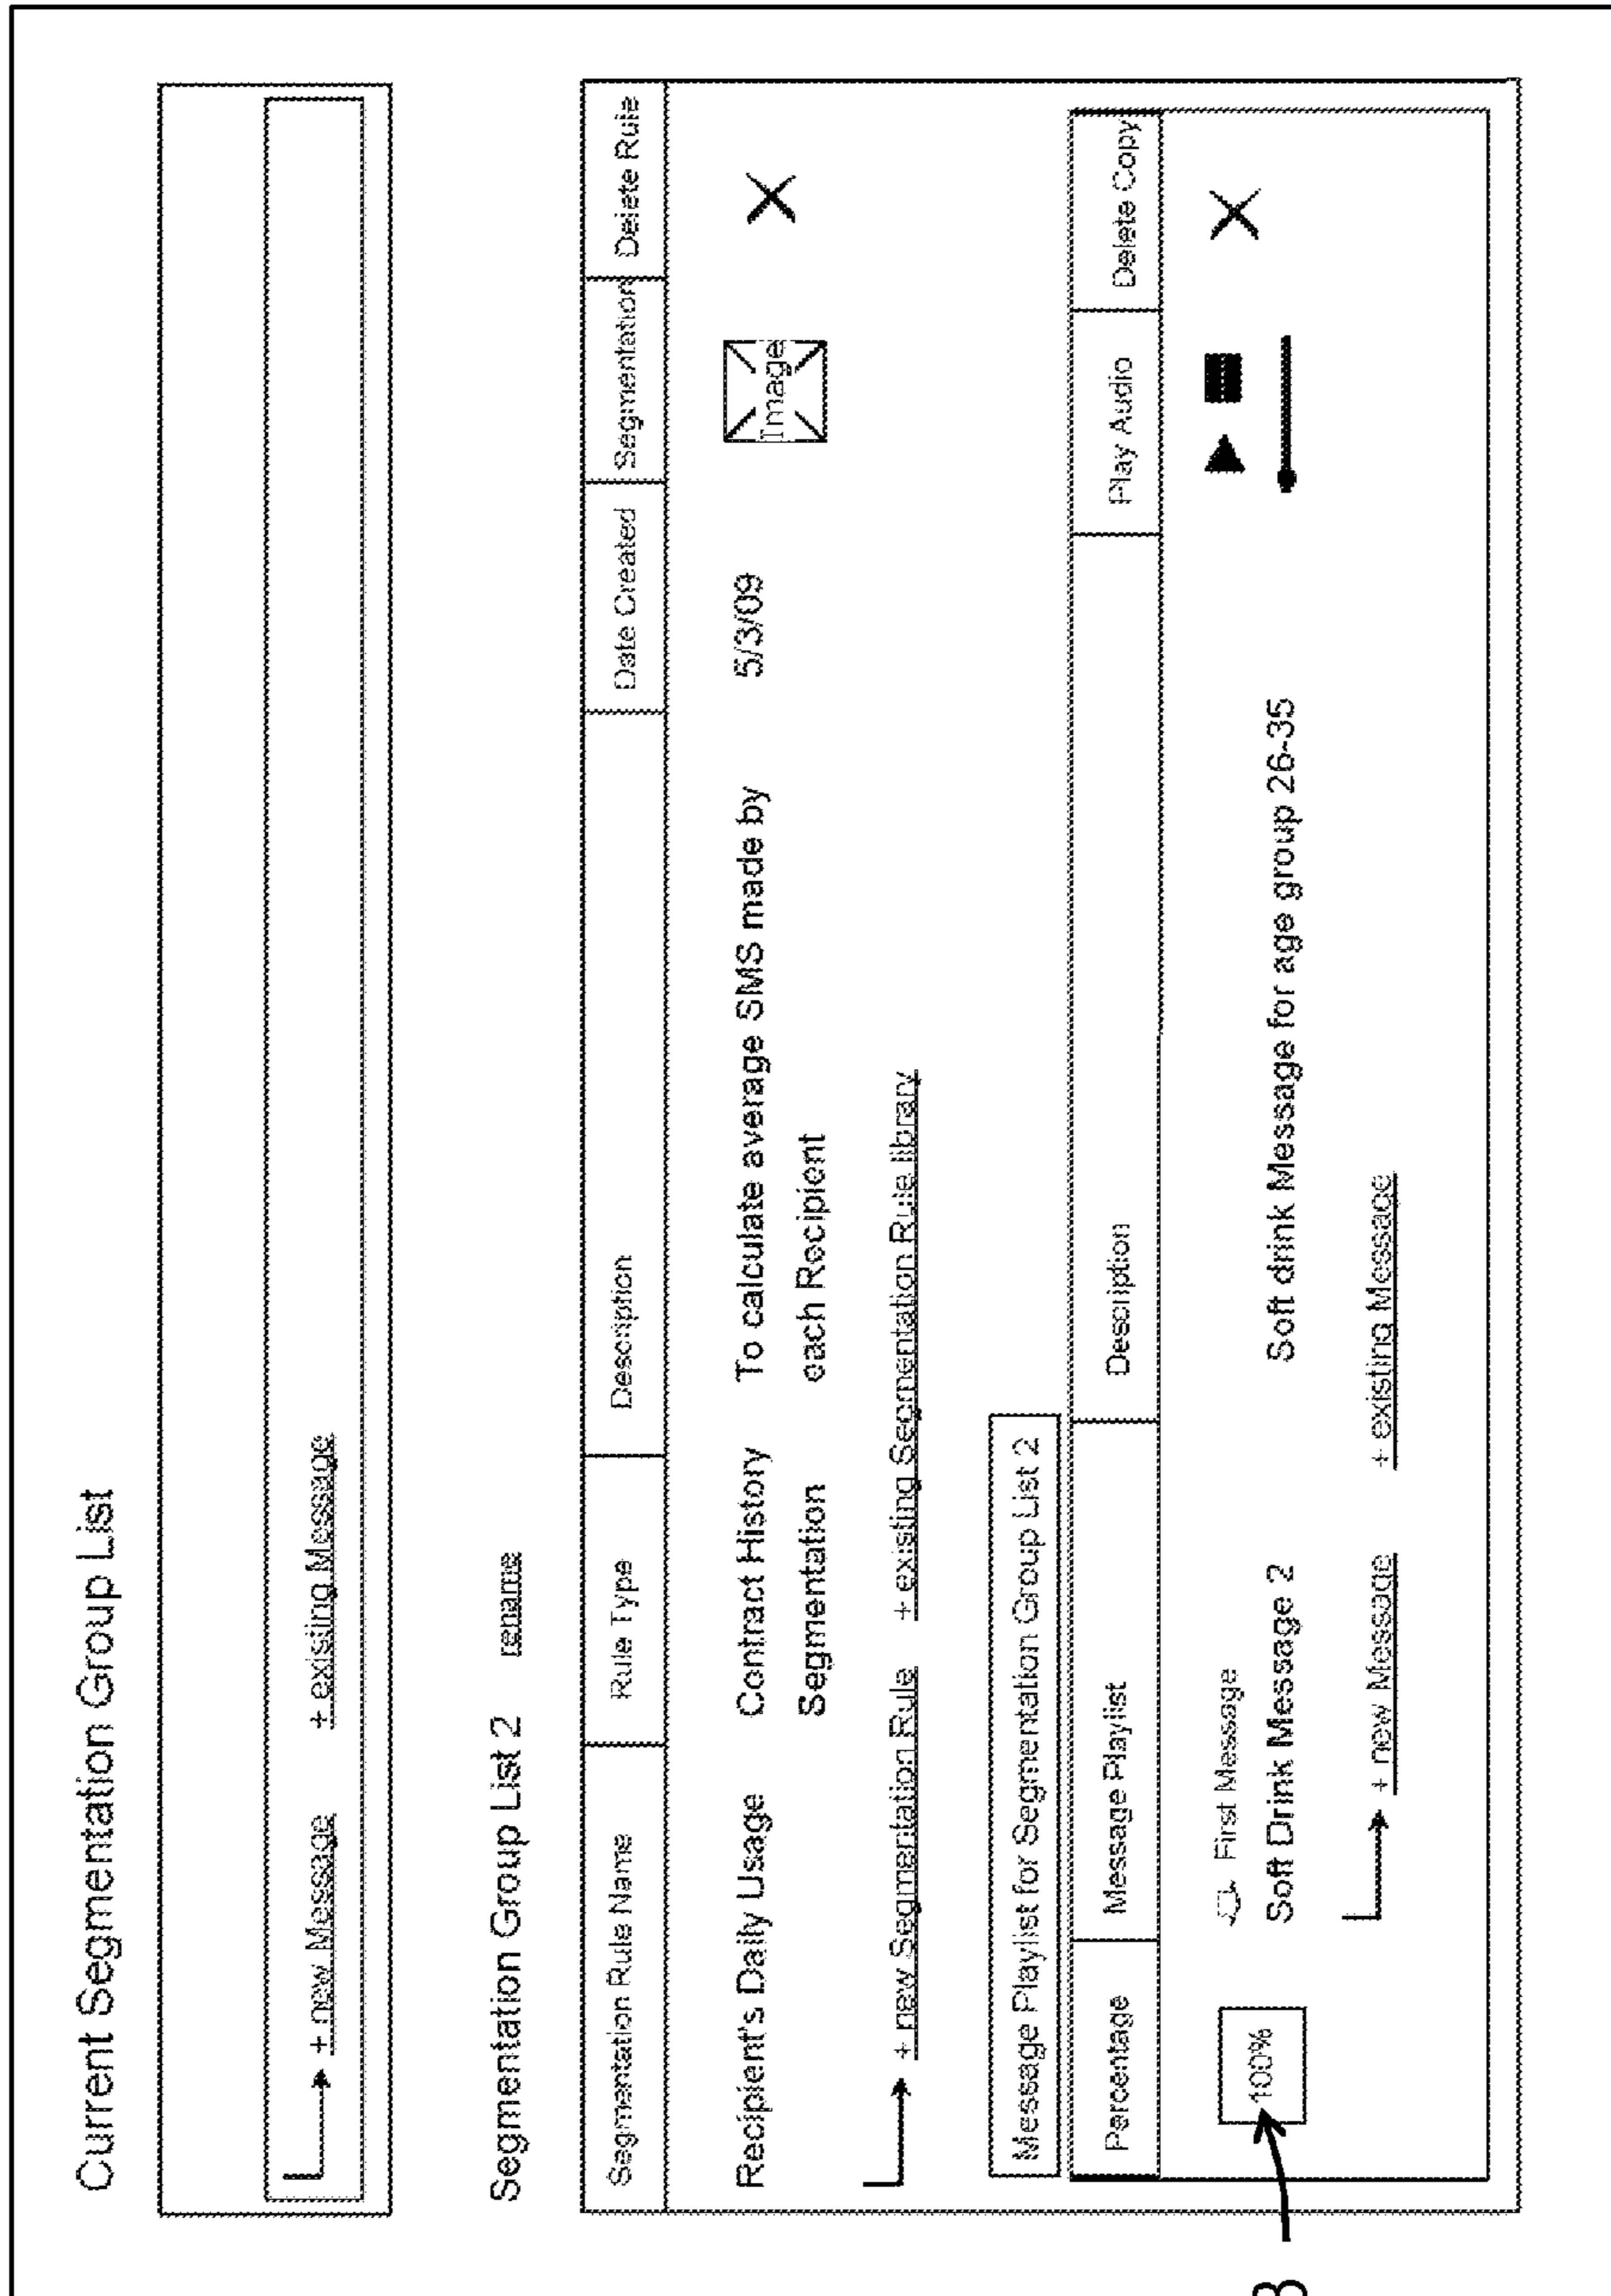 Current Segmentation Group List
+ new Message + existing Message
Segmentation Group List 2 rename
Segmentation Rule Name Rule Type Description Date Created Segmentation Delete Rule
Recipient's Daily Usage Contract History To calculate average SMS made by 5/3/09 Image
Segmentation each Recipient
+ new Segmentation Rule + existing Segmentation Rule library
Message Playlist for Segmentation Group List 2
Percentage Message Playlist Description Play Audio Delete Copy
100% First Message
Soft Drink Message 2 Soft drink Message for age group 26-35
+ new Message + existing Message